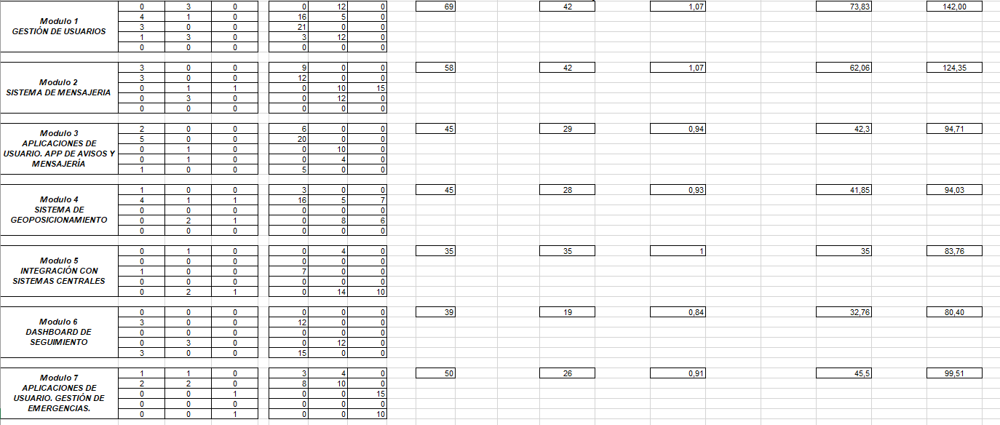 0 3 0 0 12 0 69 42 1,07 73,83 142,00
4 1 0 16 5 0
Modulo 1
3 0 0 21 0 0
GESTIÓN DE USUARIOS
1 3 0 3 12 0
0 0 0 0 0 0
3 0 0 9 0 0 58 42 1,07 62,06 124,35
3 0 0 12 0 0
Modulo 2
0 1 1 0 10 15
SISTEMA DE MENSAJERIA
0 3 0 0 12 0
0 0 0 0 0 0
Modulo 3
2 0 0 6 0 0 45 29 0,94 42,3 94,71
APLICACIONES DE
5 0 0 20 0 0
USUARIO. APP DE AVISOS Y
0 1 0 0 10 0
MENSAJERÍA
0 1 0 0 4 0
1 0 0 5 0 0
1 0 0 3 0 0 45 28 0,93 41,85 94,03
Modulo 4
4 1 1 16 5 7
SISTEMA DE
0 0 0 0 0 0
GEOPOSICIONAMIENTO
0 2 1 0 8 6
0 0 0 0 0 0
0 1 0 0 4 0 35 35 1 35 83,76
Modulo 5
0 0 0 0 0 0
INTEGRACIÓN CON
1 0 0 7 0 0
SISTEMAS CENTRALES
0 0 0 0 0 0
0 2 1 0 14 10
0 0 0 0 0 0 39 19 0,84 32,76 80,40
Modulo 6
3 0 0 12 0 0
DASHBOARD DE
0 0 0 0 0 0
SEGUIMIENTO
0 3 0 0 12 0
3 0 0 15 0 0
1 1 0 3 4 0 50 26 0,91 45,5 99,51
Modulo 7
2 2 0 8 10 0
APLICACIONES DE
0 0 1 0 0 15
USUARIO. GESTIÓN DE
0 0 0 0 0 0
EMERGENCIAS.
0 0 1 0 0 10